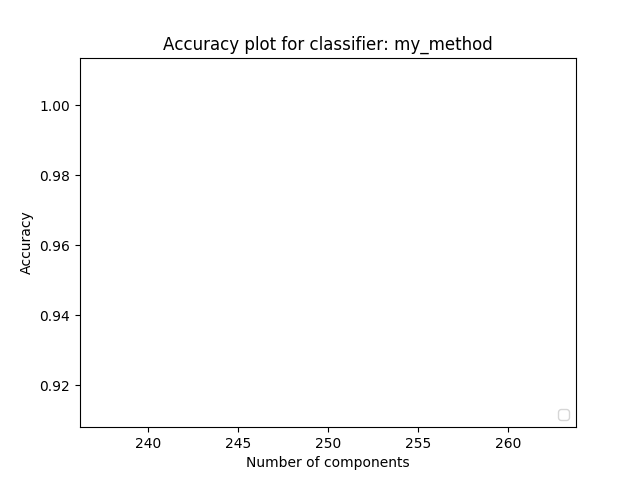 Accuracy plot for classifier: my_method
1.00
0.98
0.96
0.94
0.92
Accuracy
240 245 250 255 260
Number of components